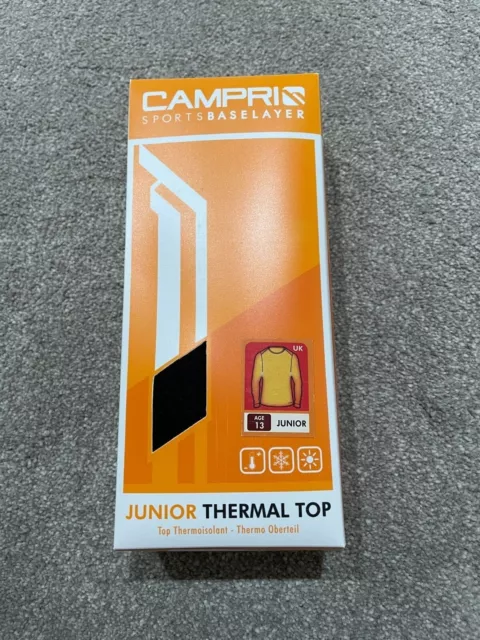 CAMPRI
SPORTSBASELAYER
UK
AGE
13
JUNIOR
JUNIOR THERMAL TOP
Top Thermoisolant - Thermo Oberteil